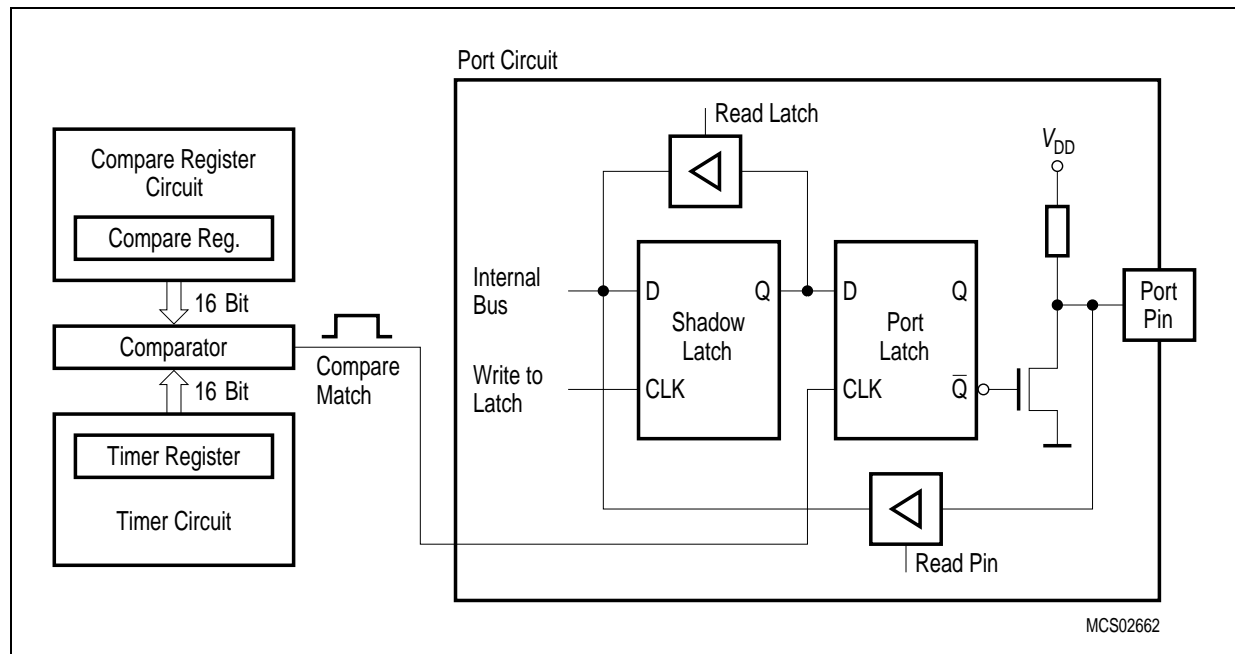 Port Circuit
Read Latch
Compare Register
Circuit
Compare Reg.
16 Bit
Comparator
16 Bit
Timer Register
Timer Circuit
Compare
Match
Internal
Bus
Write to
Latch
D
Q
Shadow
Latch
CLK
D
Q
Port
Latch
CLK
Q̅
V_DD
Port
Pin
Read Pin
MCS02662